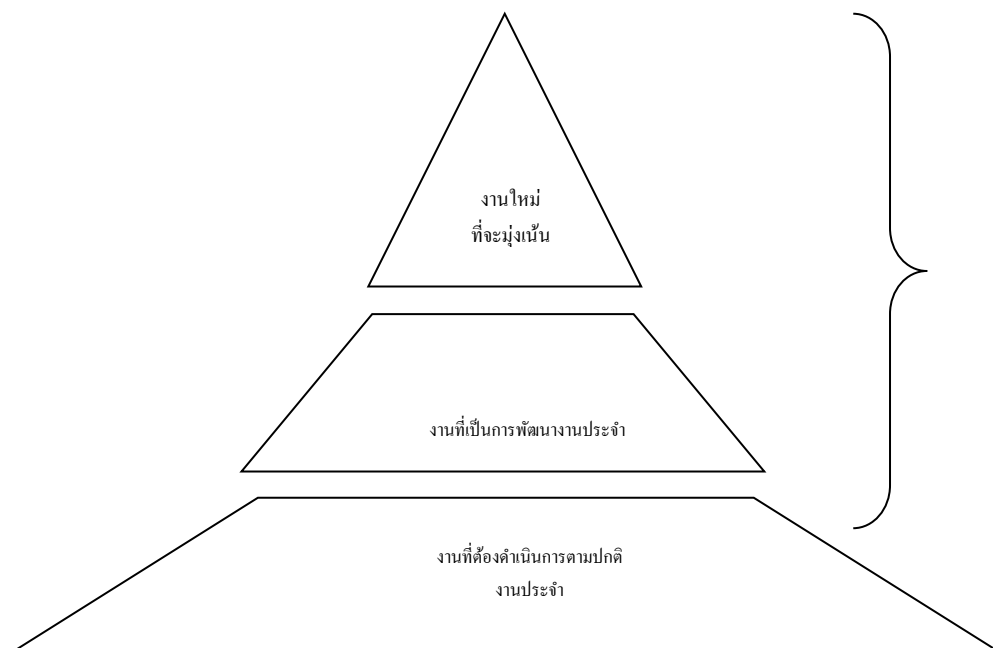 งานใหม่
ที่จะมุ่งเน้น
งานที่เป็นการพัฒนางานประจำ
งานที่ต้องดำเนินการตามปกติ
งานประจำ